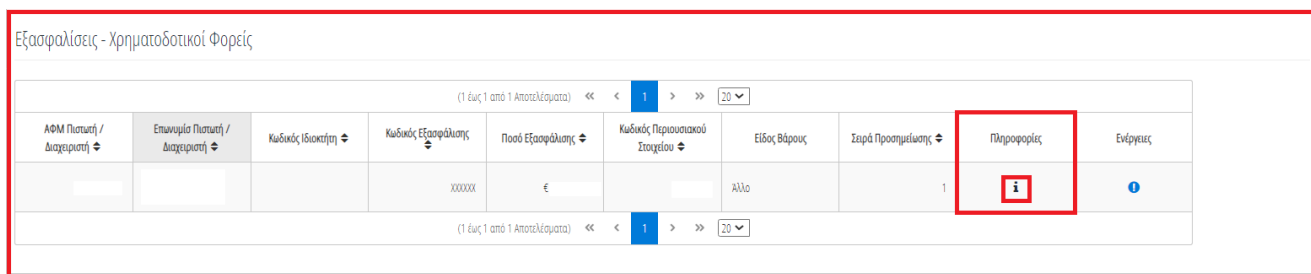 Εξασφαλίσεις - Χρηματοδοτικοί Φορείς
(1 έως 1 από 1 Αποτελέσματα) « < 1 > » 20
ΑΦΜ Πιστωτή / Διαχειριστή Επωνυμία Πιστωτή / Διαχειριστή Κωδικός Ιδιοκτήτη Κωδικός Εξασφάλισης Ποσό Εξασφάλισης Κωδικός Περιουσιακού Στοιχείου Είδος Βάρους Σειρά Προσημείωσης Πληροφορίες Ενέργειες
XXXXXX € Άλλο 1 i
(1 έως 1 από 1 Αποτελέσματα) « < 1 > » 20